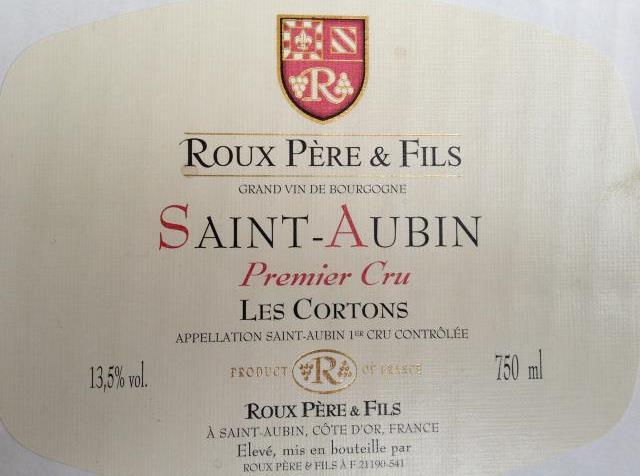 R
ROUX PÈRE & FILS
GRAND VIN DE BOURGOGNE
SAINT-AUBIN
Premier Cru
LES CORTONS
APPELLATION SAINT-AUBIN 1ER CRU CONTRÔLÉE
13,5% vol.
PRODUCT R OF FRANCE
750 ml
ROUX PÈRE & FILS
À SAINT-AUBIN, CÔTE D'OR, FRANCE
Elevé, mis en bouteille par
ROUX PÈRE & FILS À F 21190-541